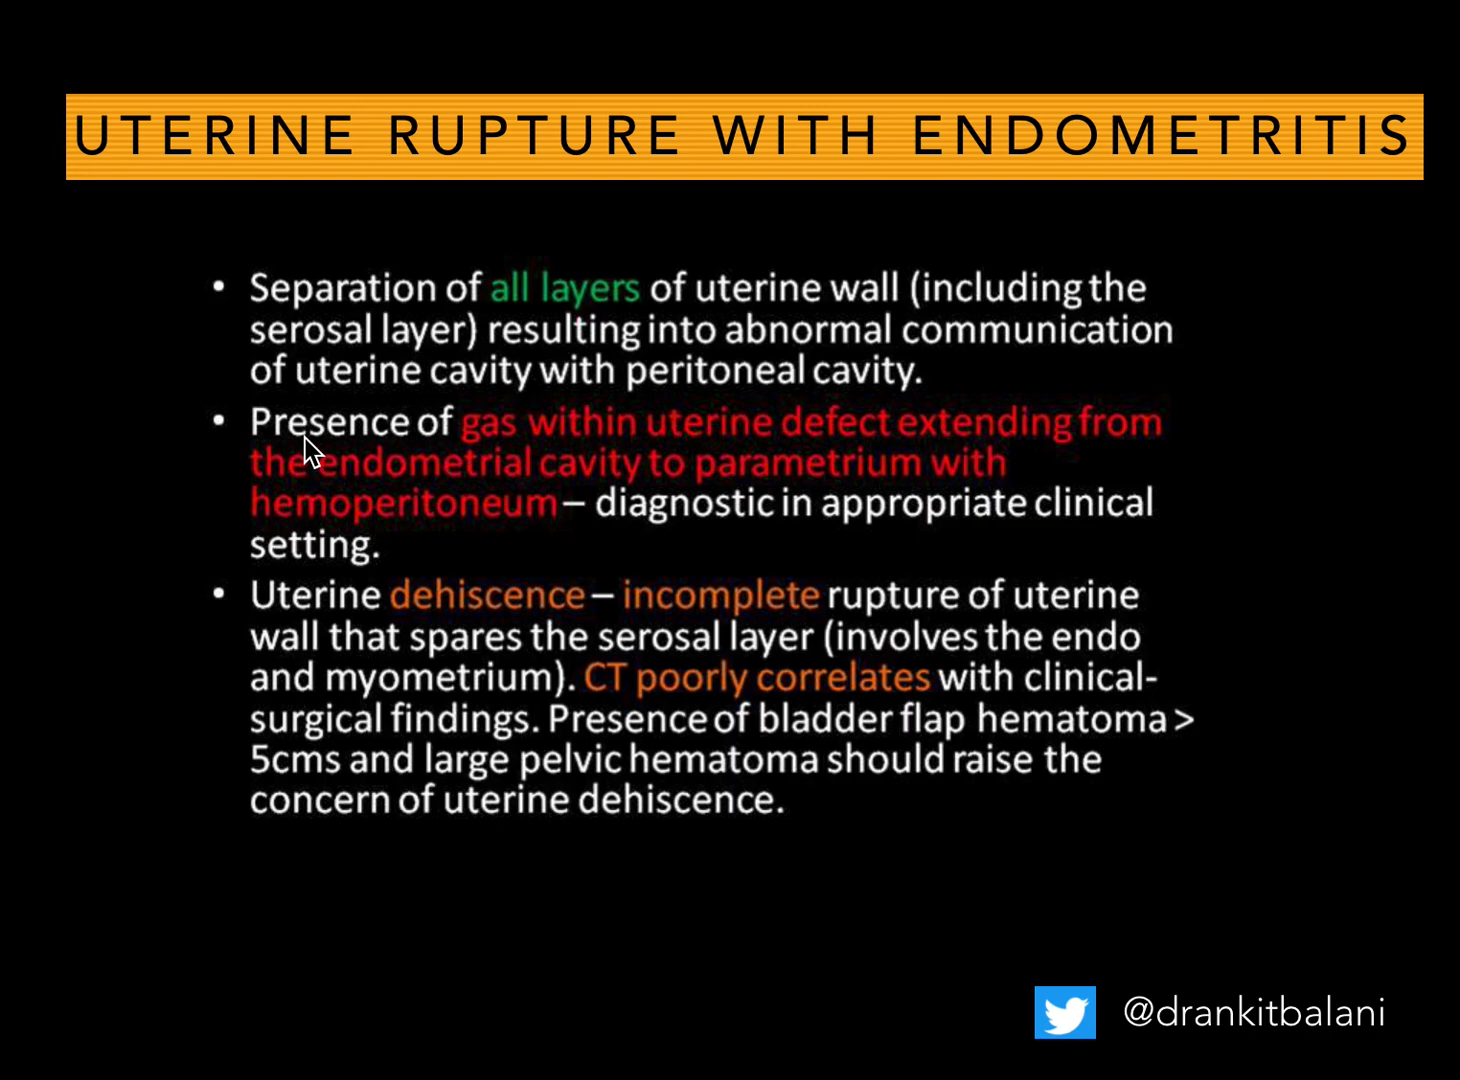 UTERINE RUPTURE WITH ENDOMETRITIS
• Separation of all layers of uterine wall (including the
serosal layer) resulting into abnormal communication
of uterine cavity with peritoneal cavity.
• Presence of gas within uterine defect extending from
the endometrial cavity to parametrium with
hemoperitoneum – diagnostic in appropriate clinical
setting.
• Uterine dehiscence – incomplete rupture of uterine
wall that spares the serosal layer (involves the endo
and myometrium). CT poorly correlates with clinical-
surgical findings. Presence of bladder flap hematoma >
5cms and large pelvic hematoma should raise the
concern of uterine dehiscence.
@drankitbalani